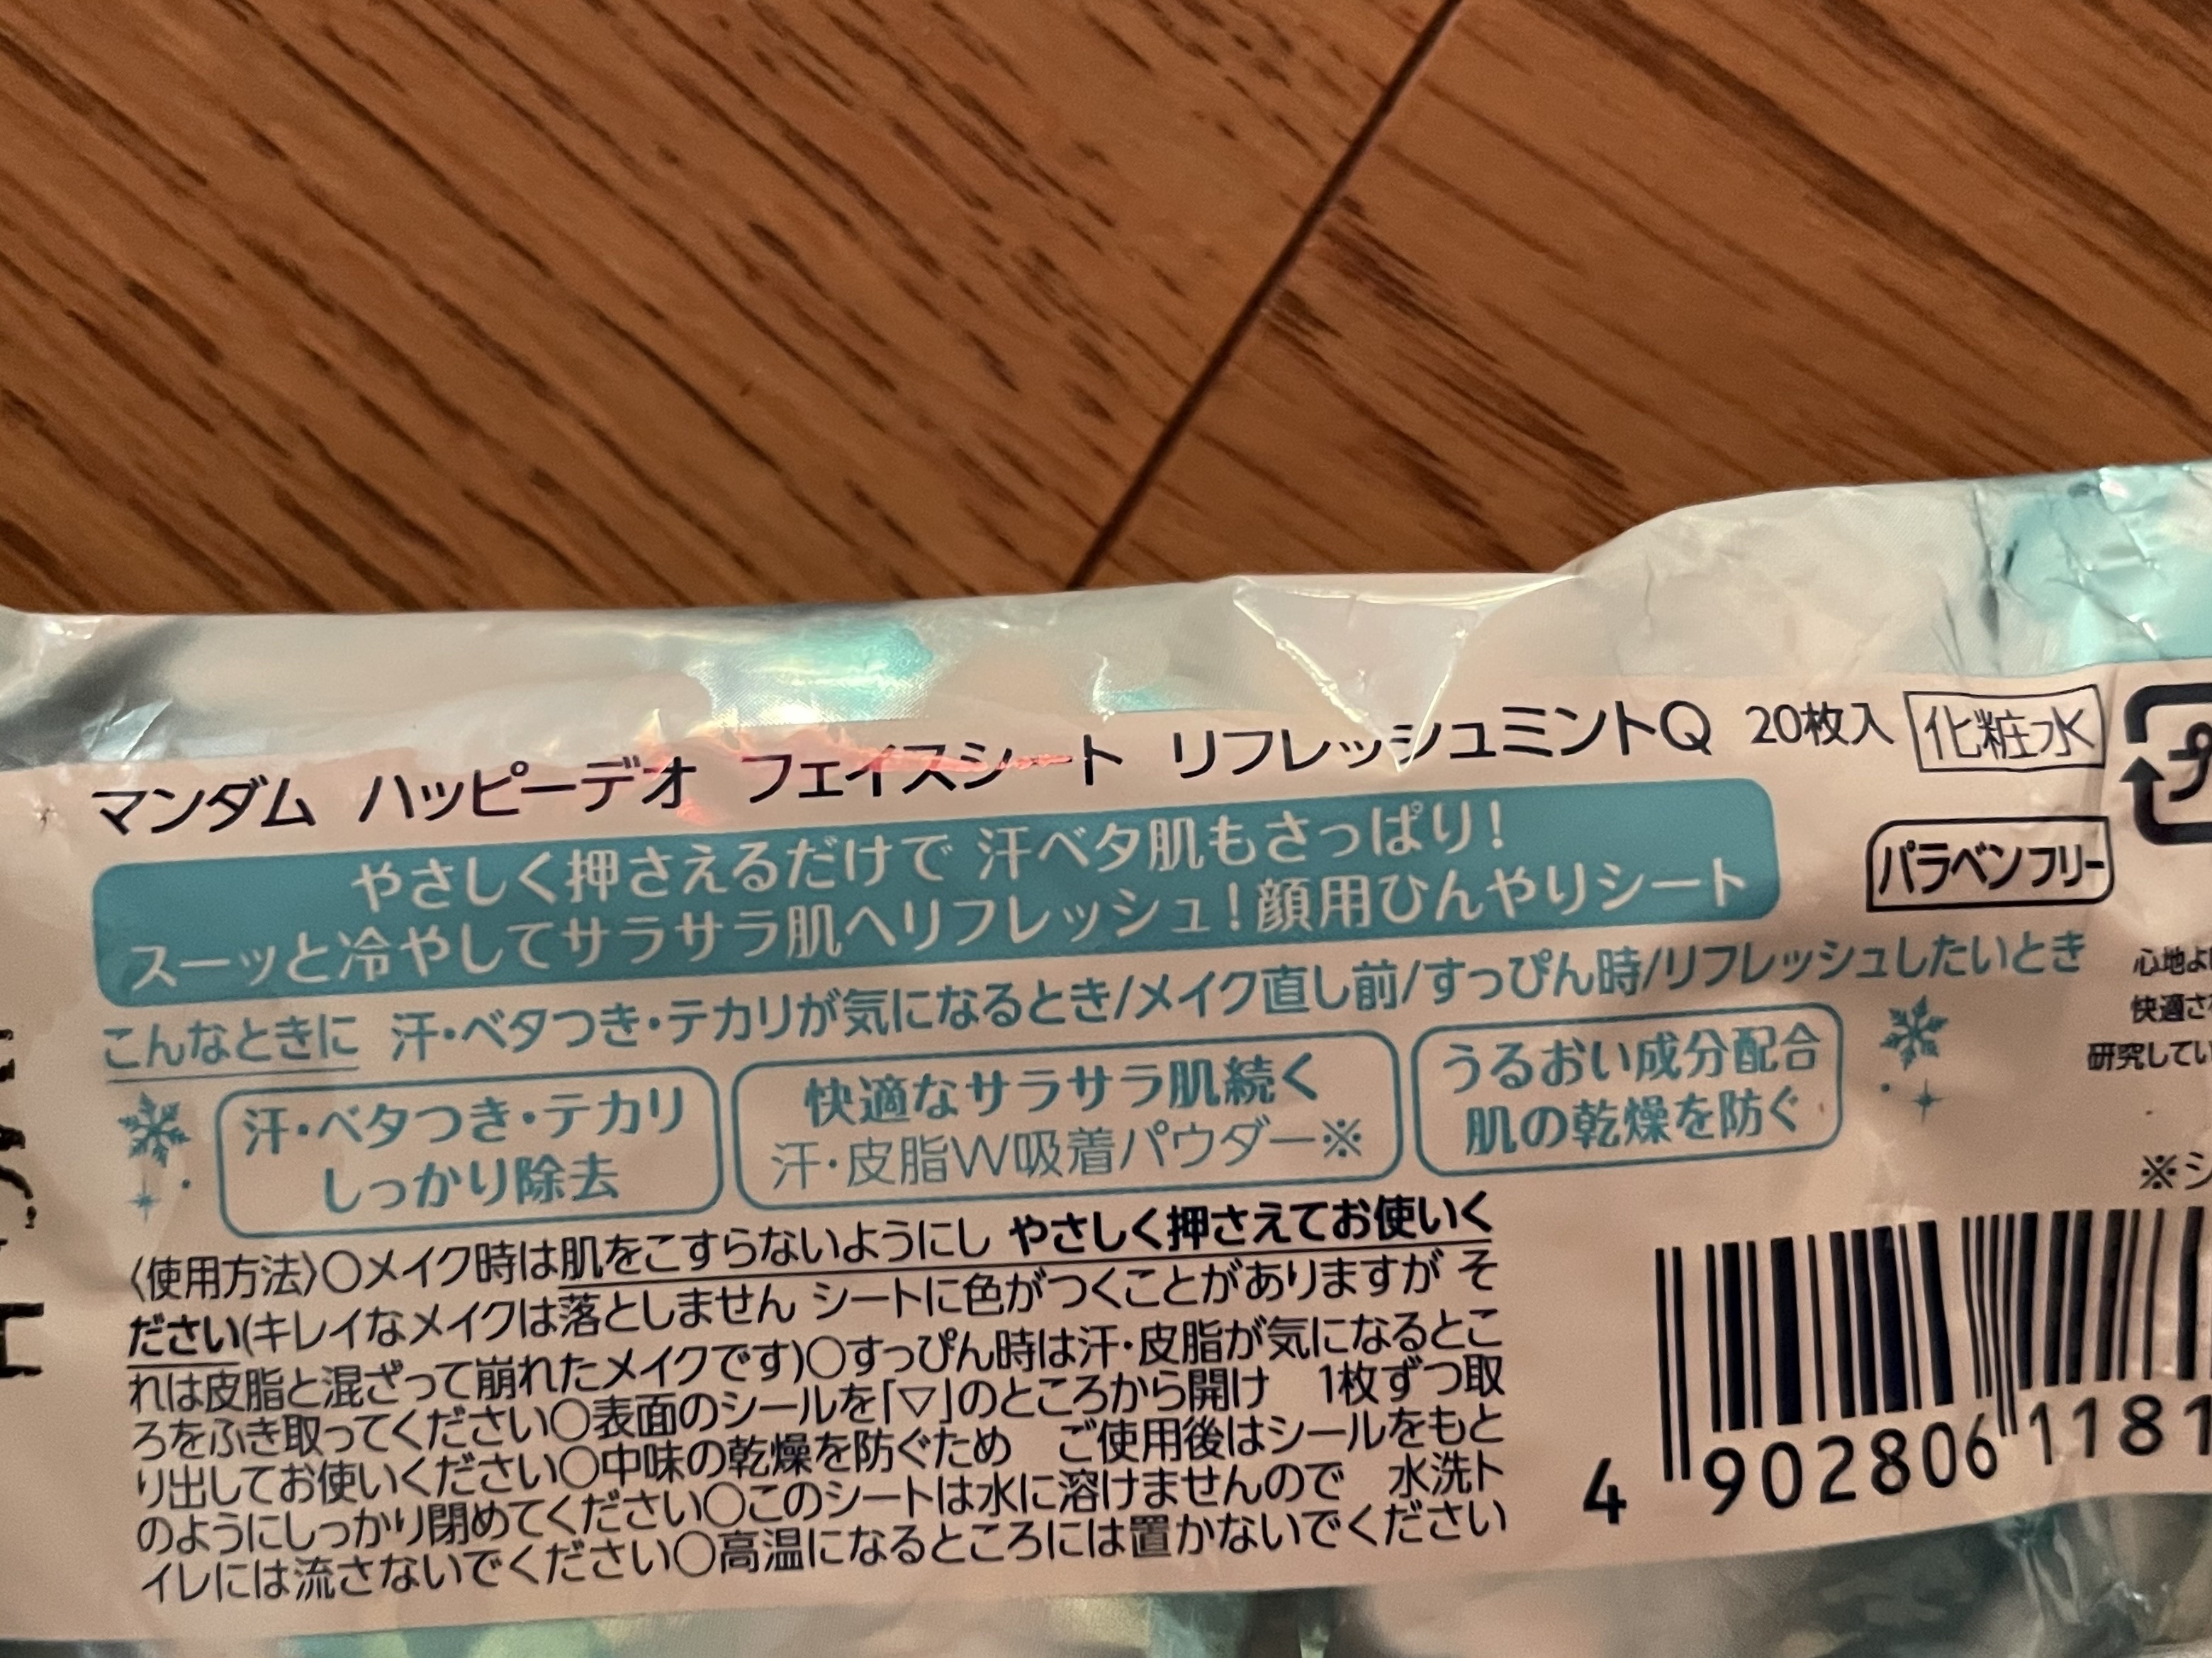 マンダム ハッピーデオ フェイスシート リフレッシュミントQ 20枚入 化粧水
パラベンフリー
やさしく押さえるだけで 汗ベタ肌もさっぱり!
スーッと冷やしてサラサラ肌へリフレッシュ!顔用ひんやりシート
こんなときに 汗・ベタつき・テカリが気になるとき/メイク直し前/すっぴん時/リフレッシュしたいとき
汗・ベタつき・テカリ
しっかり除去
快適なサラサラ肌続く
汗・皮脂W吸着パウダー※
うるおい成分配合
肌の乾燥を防ぐ
心地よ
快適さ
研究してい
※シ
〈使用方法〉○メイク時は肌をこすらないようにし やさしく押さえてお使いく
ださい(キレイなメイクは落としません シートに色がつくことがありますが そ
れは皮脂と混ざって崩れたメイクです)○すっぴん時は汗・皮脂が気になるとこ
ろをふき取ってください○表面のシールを「▽」のところから開け 1枚ずつ取
り出してお使いください○中味の乾燥を防ぐため ご使用後はシールをもと
のようにしっかり閉めてください○このシートは水に溶けませんので 水洗ト
イレには流さないでください○高温になるところには置かないでください
4 902806 1181